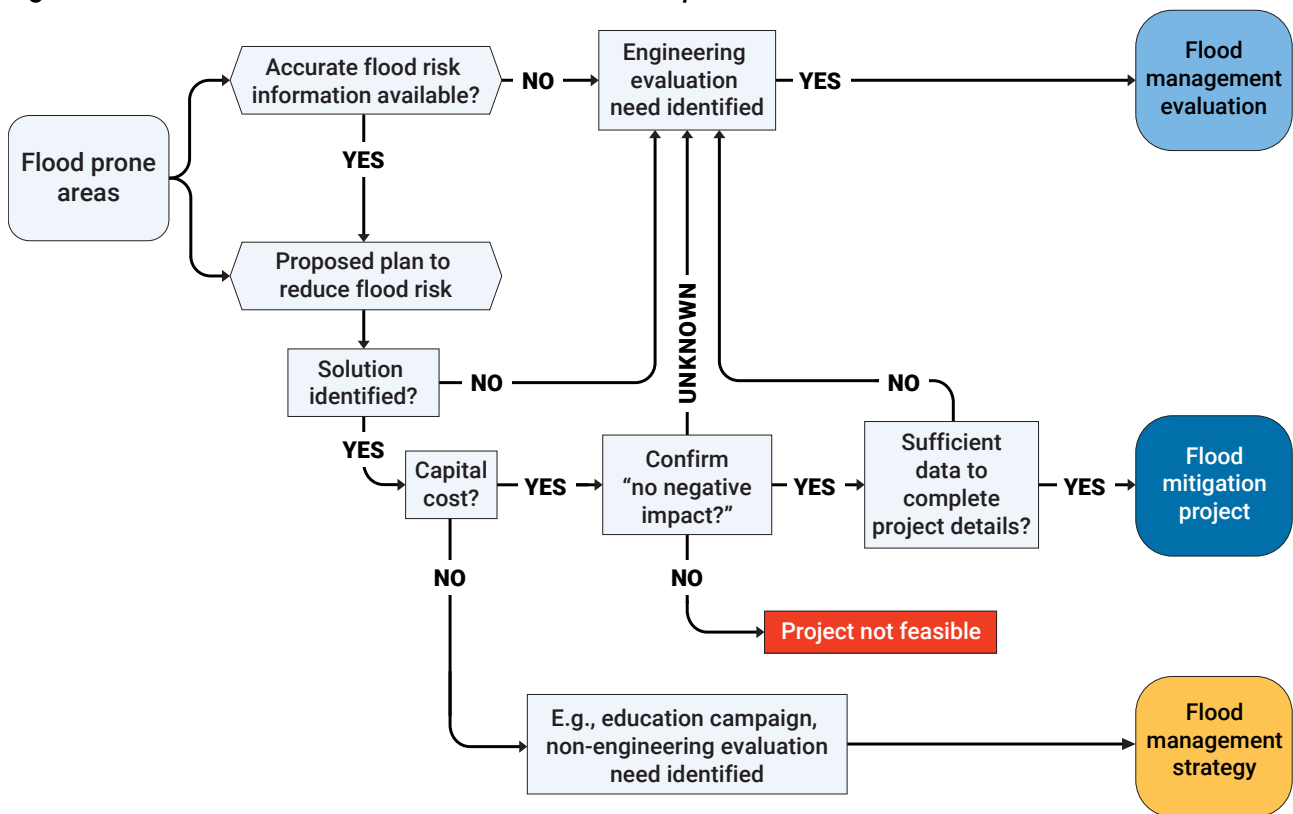 Flood prone
areas
Accurate flood risk
information available?
NO
Engineering
evaluation
need identified
YES
Flood
management
evaluation
YES
Proposed plan to
reduce flood risk
Solution
identified?
NO
UNKNOWN
NO
YES
Capital
cost?
YES
Confirm
“no negative
impact?”
YES
Sufficient
data to
complete
project details?
YES
Flood
mitigation
project
NO
NO
Project not feasible
E.g., education campaign,
non-engineering evaluation
need identified
Flood
management
strategy